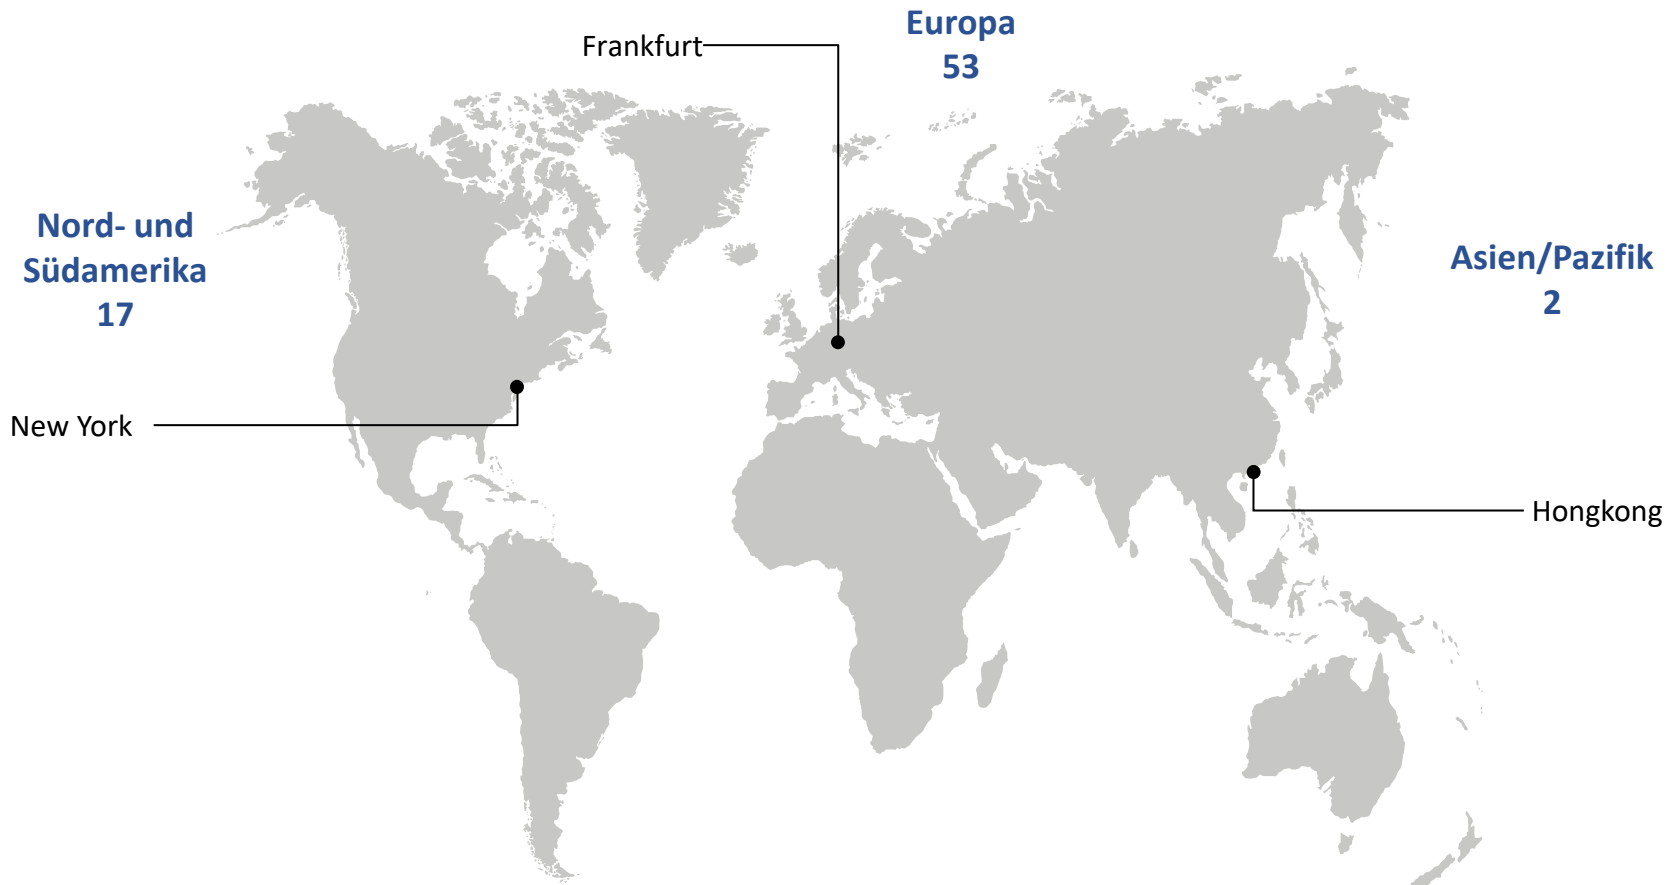 Europa
53
Frankfurt
Nord- und
Südamerika
17
Asien/Pazifik
2
New York
Hongkong